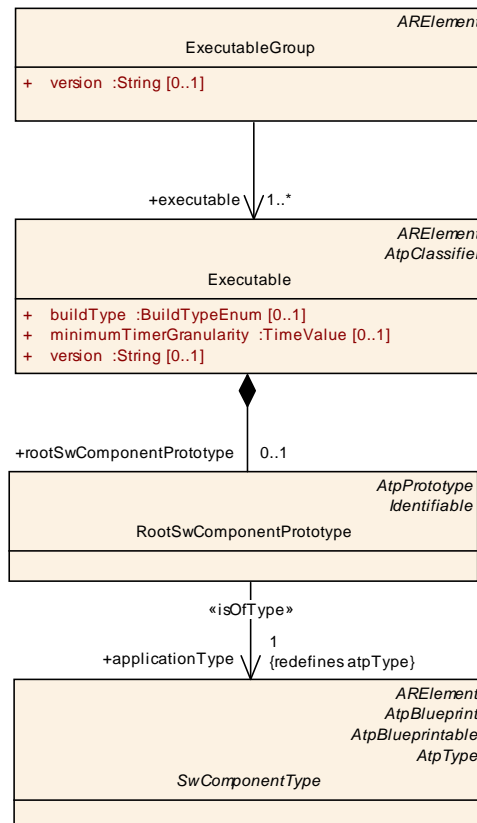 ARElement
ExecutableGroup
+ version :String [0..1]
+executable 1..*
ARElement
AtpClassifier
Executable
+ buildType :BuildTypeEnum [0..1]
+ minimumTimerGranularity :TimeValue [0..1]
+ version :String [0..1]
+rootSwComponentPrototype 0..1
AtpPrototype
Identifiable
RootSwComponentPrototype
«isOfType»
1
+applicationType {redefines atpType}
ARElement
AtpBlueprint
AtpBlueprintable
AtpType
SwComponentType